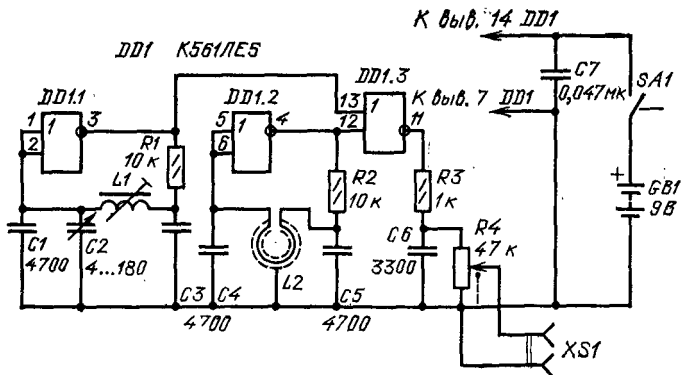 К выв. 14 DD1
DD1 К561ЛЕ5
C7
0,047мк
SA1
DD1.1
DD1.2
DD1.3
К выв. 7 DD1
1
2
1
3
5
6
1
4
13
12
1
11
R1
10 к
L1
R2
10к
R3
1к
+
GB1
9В
C1
4700
C2
4...180
C3
4700
C4
L2
C5
4700
C6
3300
R4
47 к
XS1